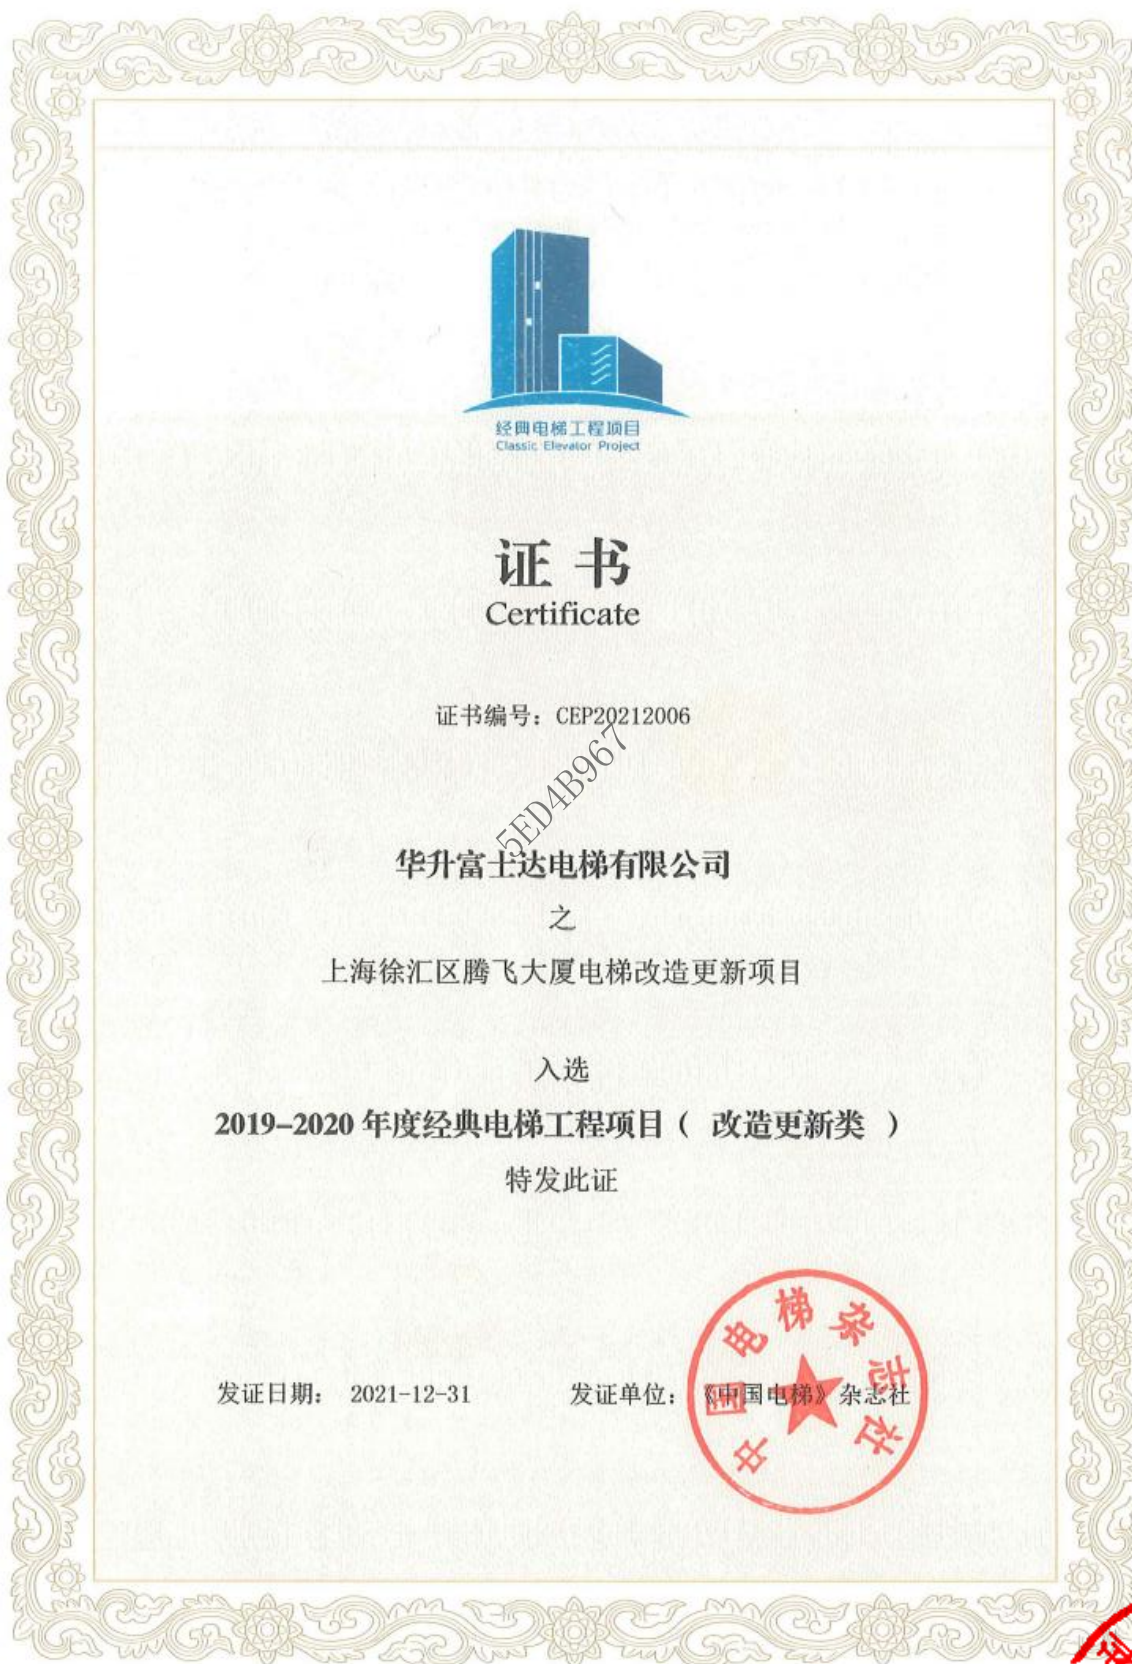 经典电梯工程项目
Classic Elevator Project
证书
Certificate
证书编号：CEP20212006
5ED4B967
华升富士达电梯有限公司
之
上海徐汇区腾飞大厦电梯改造更新项目
入选
2019-2020 年度经典电梯工程项目（ 改造更新类 ）
特发此证
发证日期： 2021-12-31 发证单位：《中国电梯》杂志社
中国电梯杂志社